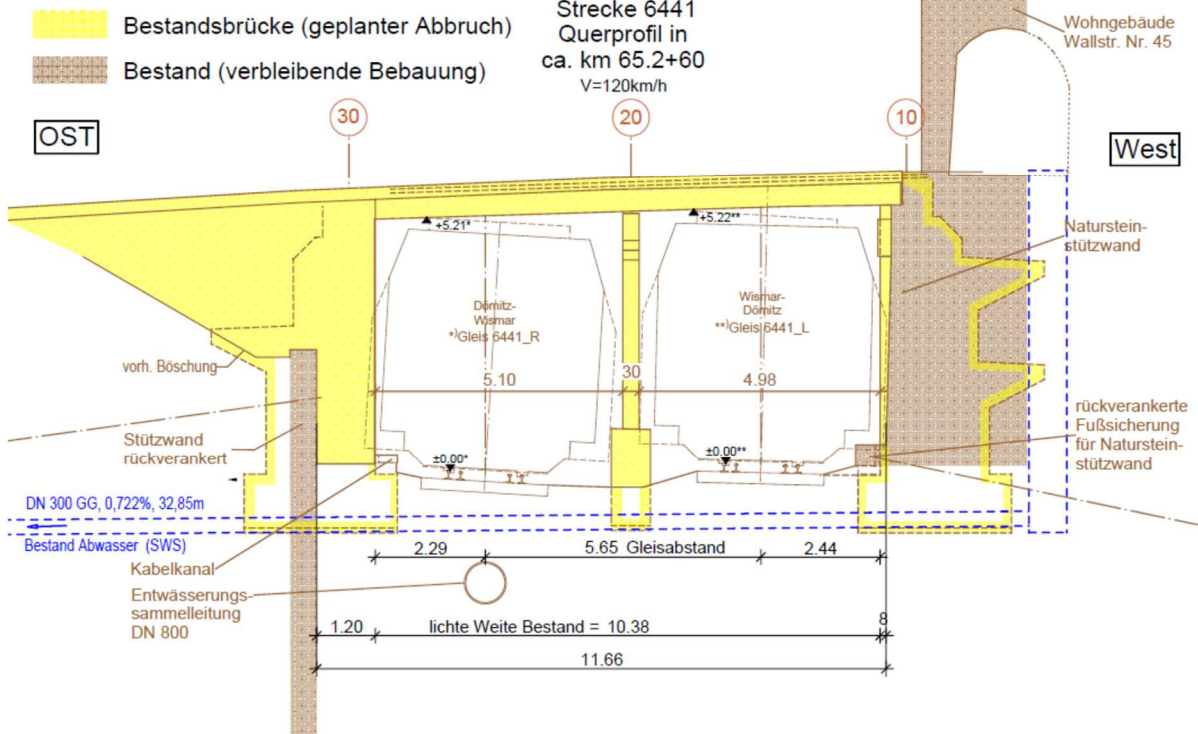 Bestandsbrücke (geplanter Abbruch)
Bestand (verbleibende Bebauung)
Strecke 6441
Querprofil in
ca. km 65.2+60
V=120km/h
Wohngebäude
Wallstr. Nr. 45
OST
30
20
10
West
+5.21*
+5.22**
Naturstein-
stützwand
Dömitz-
Wismar
*)Gleis 6441_R
Wismar-
Dömitz
**)Gleis 6441_L
vorh. Böschung
5.10
30
4.98
Stützwand
rückverankert
rückverankerte
Fußsicherung
für Naturstein-
stützwand
±0.00*
±0.00**
DN 300 GG, 0,722%, 32,85m
Bestand Abwasser (SWS)
2.29
5.65 Gleisabstand
2.44
Kabelkanal
Entwässerungs-
sammelleitung
DN 800
1.20
lichte Weite Bestand = 10.38
8
11.66